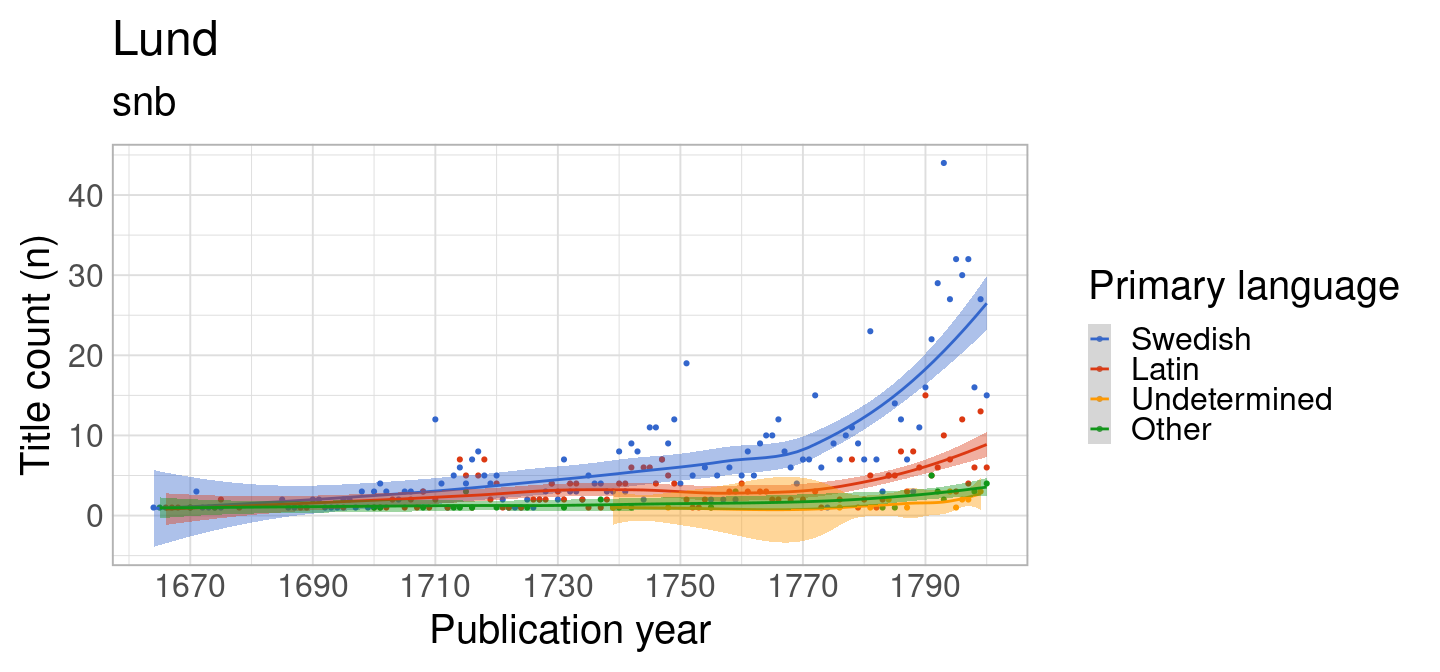 Lund
snb
Title count (n)
40
30
20
10
0
1670 1690 1710 1730 1750 1770 1790
Publication year
Primary language
Swedish
Latin
Undetermined
Other